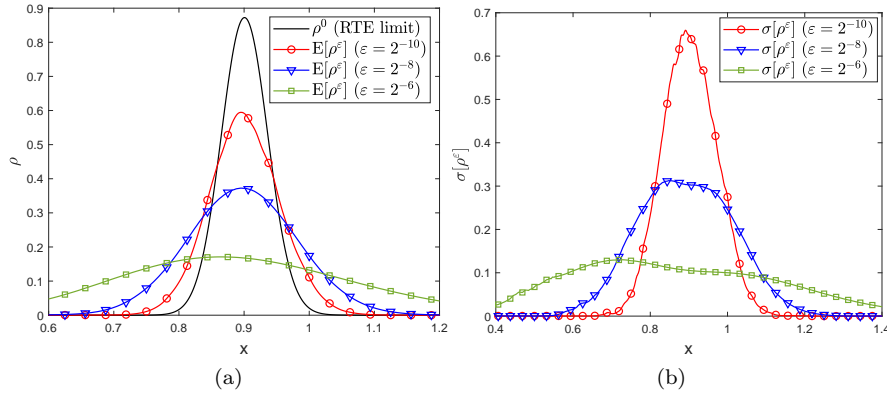 0.9
0.8
0.7
0.6
0.5
0.4
0.3
0.2
0.1
0
ρ
0.6 0.7 0.8 0.9 1 1.1 1.2
x
ρ⁰ (RTE limit)
E[ρ^ε] (ε = 2⁻¹⁰)
E[ρ^ε] (ε = 2⁻⁸)
E[ρ^ε] (ε = 2⁻⁶)
(a)
0.7
0.6
0.5
0.4
0.3
0.2
0.1
0
σ[ρ^ε]
0.4 0.6 0.8 1 1.2 1.4
x
σ[ρ^ε] (ε = 2⁻¹⁰)
σ[ρ^ε] (ε = 2⁻⁸)
σ[ρ^ε] (ε = 2⁻⁶)
(b)